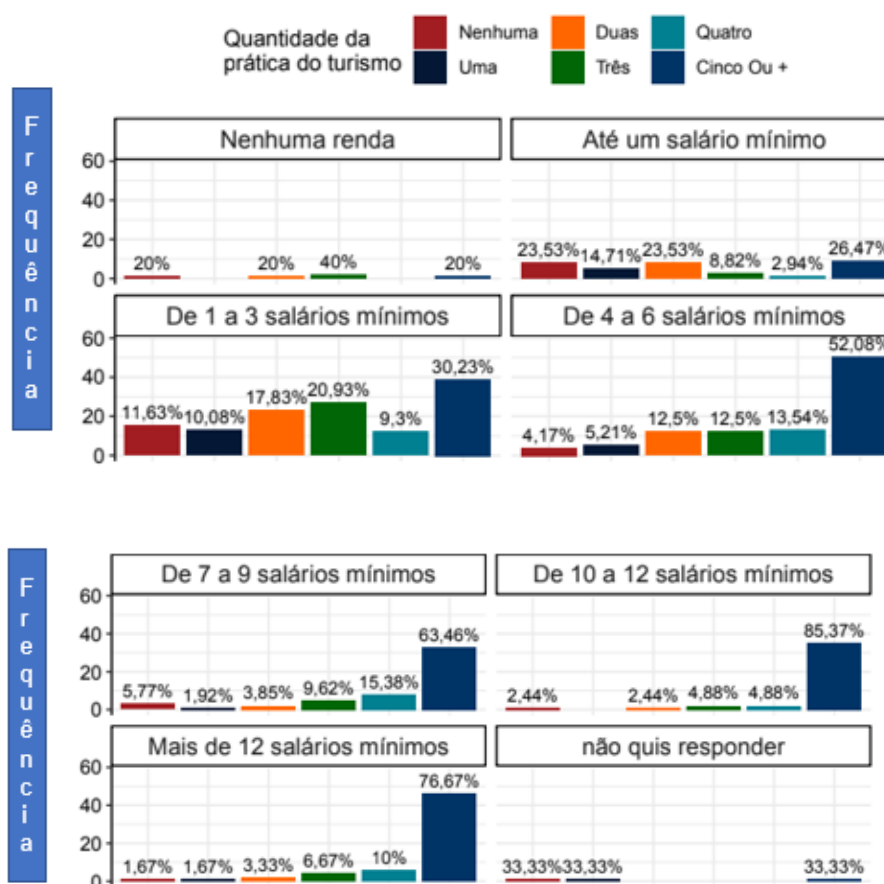 Quantidade da
prática do turismo
Nenhuma Duas Quatro
Uma Três Cinco Ou +
Frequência
Nenhuma renda
Até um salário mínimo
60
40
20
0
20% 20% 40% 20%
23,53% 14,71% 23,53% 8,82% 2,94% 26,47%
De 1 a 3 salários mínimos
De 4 a 6 salários mínimos
60
40
20
0
11,63% 10,08% 17,83% 20,93% 9,3% 30,23%
4,17% 5,21% 12,5% 12,5% 13,54% 52,08%
Frequência
De 7 a 9 salários mínimos
De 10 a 12 salários mínimos
60
40
20
0
5,77% 1,92% 3,85% 9,62% 15,38% 63,46%
2,44% 2,44% 4,88% 4,88% 85,37%
Mais de 12 salários mínimos
não quis responder
60
40
20
0
1,67% 1,67% 3,33% 6,67% 10% 76,67%
33,33% 33,33% 33,33%